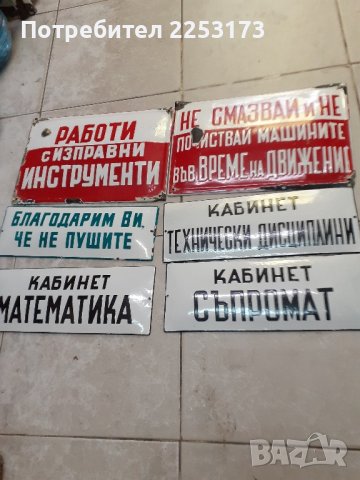 Потребител 2253173
РАБОТИ
С ИЗПРАВНИ
ИНСТРУМЕНТИ
НЕ СМАЗВАЙ И НЕ
ПОЧИСТВАЙ МАШИНИТЕ
ВЪВ ВРЕМЕ НА ДВИЖЕНИЕ
БЛАГОДАРИМ ВИ,
ЧЕ НЕ ПУШИТЕ
КАБИНЕТ
ТЕХНИЧЕСКИ ДИСЦИПЛИНИ
КАБИНЕТ
МАТЕМАТИКА
КАБИНЕТ
СЪПРОМАТ
BAZAR